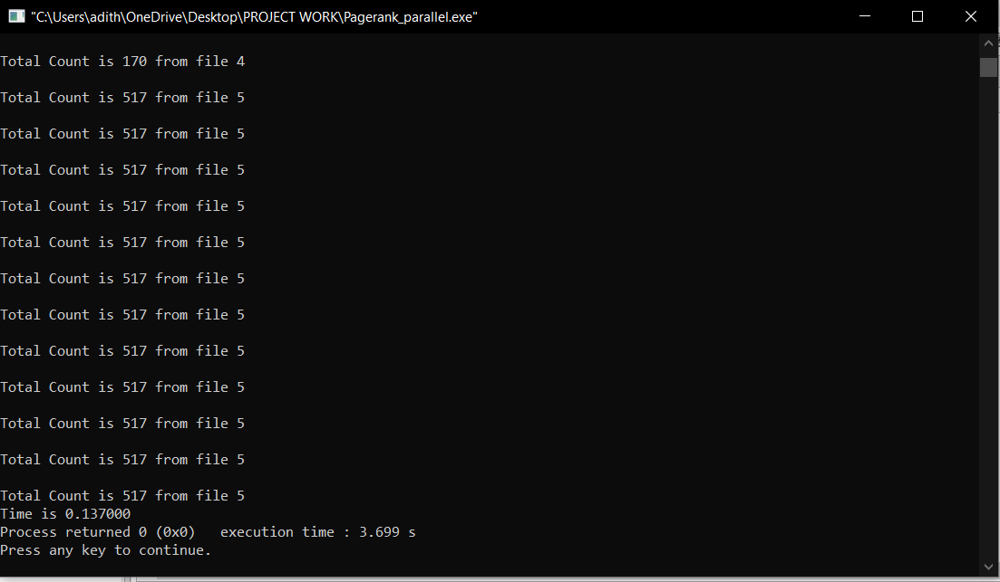 "C:\Users\adith\OneDrive\Desktop\PROJECT WORK\Pagerank_parallel.exe"
Total Count is 170 from file 4
Total Count is 517 from file 5
Total Count is 517 from file 5
Total Count is 517 from file 5
Total Count is 517 from file 5
Total Count is 517 from file 5
Total Count is 517 from file 5
Total Count is 517 from file 5
Total Count is 517 from file 5
Total Count is 517 from file 5
Total Count is 517 from file 5
Total Count is 517 from file 5
Total Count is 517 from file 5
Time is 0.137000
Process returned 0 (0x0)   execution time : 3.699 s
Press any key to continue.